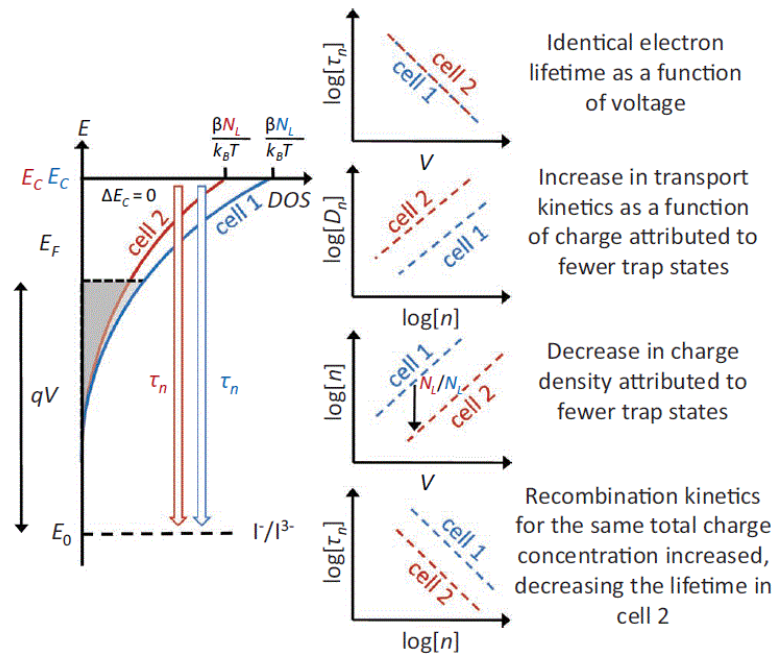 E
βN_L
k_BT
βN_L
k_BT
E_C E_C
ΔE_C = 0
DOS
cell 2
cell 1
E_F
qV
τ_n
τ_n
E_0
I⁻/I³⁻
log[τ_n]
cell 2
cell 1
V
Identical electron
lifetime as a function
of voltage
log[D_n]
cell 2
cell 1
log[n]
Increase in transport
kinetics as a function
of charge attributed to
fewer trap states
log[n]
cell 1
N_L/N_L
cell 2
V
Decrease in charge
density attributed to
fewer trap states
log[τ_n]
cell 1
cell 2
log[n]
Recombination kinetics
for the same total charge
concentration increased,
decreasing the lifetime in
cell 2